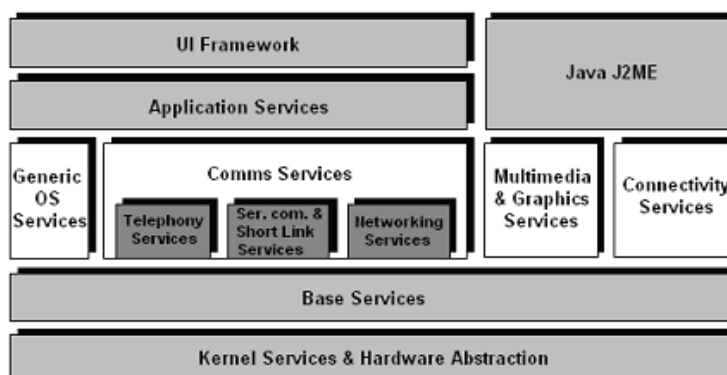 UI Framework
Java J2ME
Application Services
Generic
OS
Services
Comms Services
Telephony
Services
Ser. com. &
Short Link
Services
Networking
Services
Multimedia
& Graphics
Services
Connectivity
Services
Base Services
Kernel Services & Hardware Abstraction